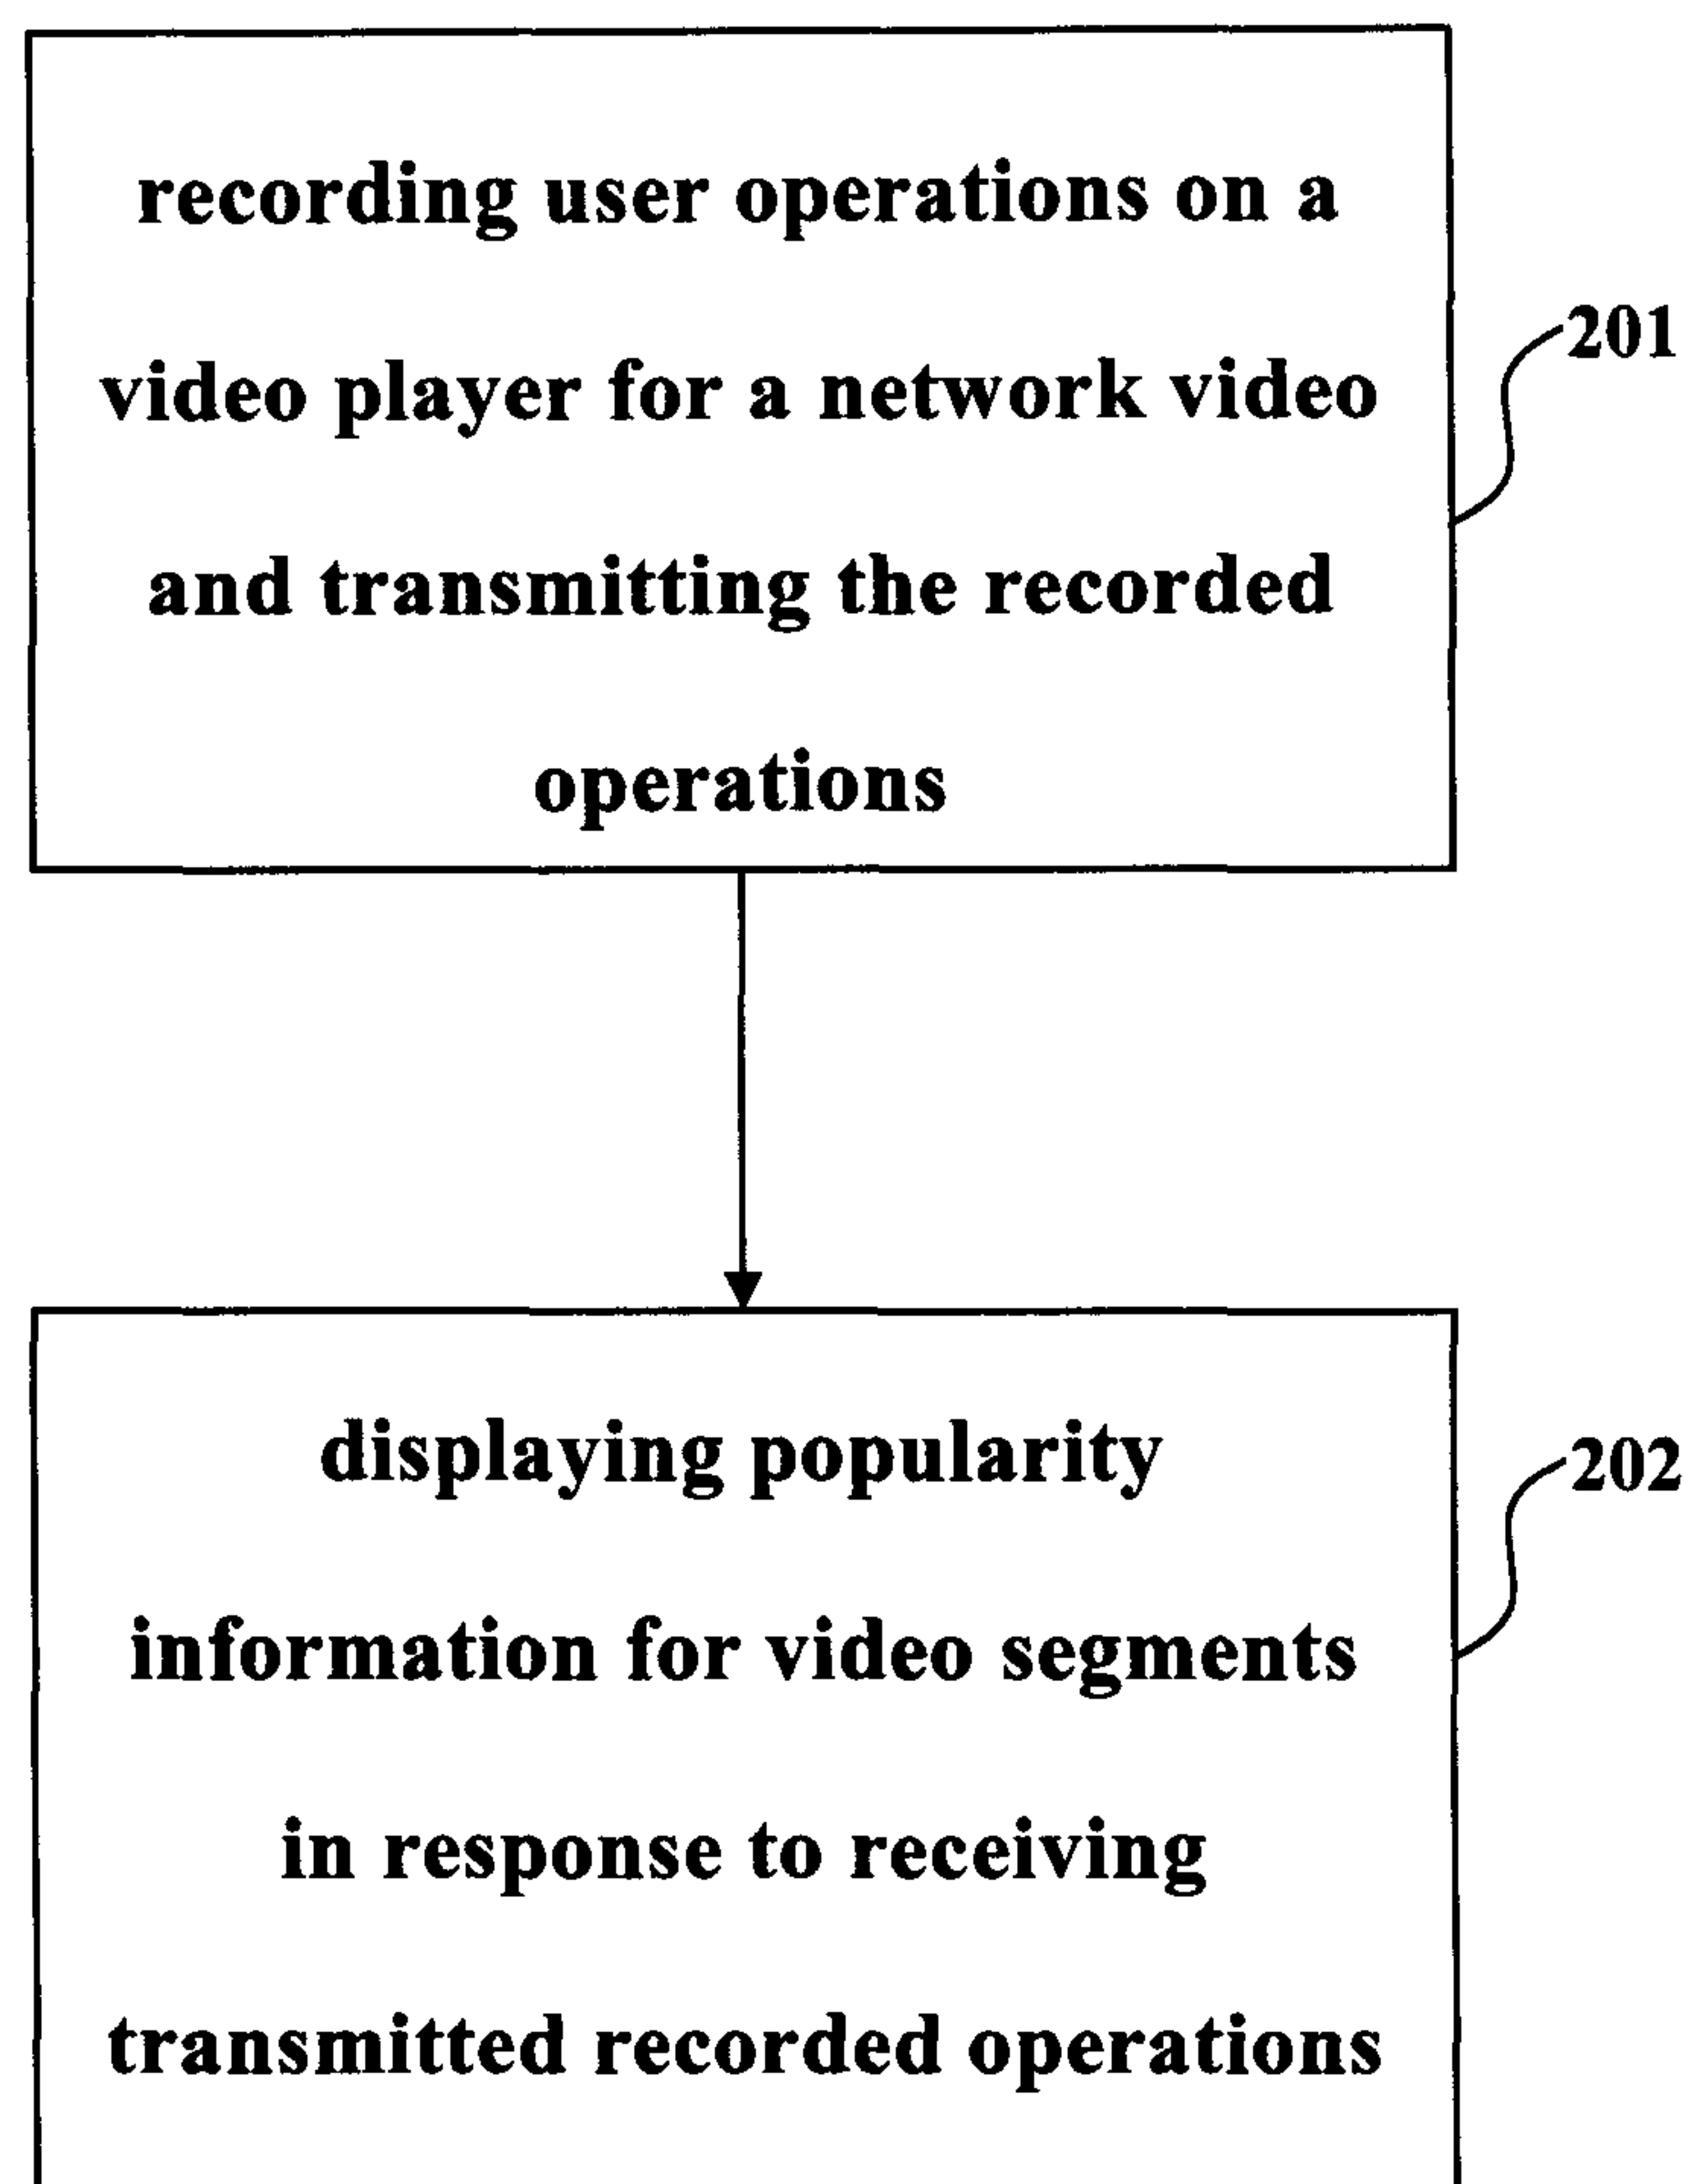 recording user operations on a
video player for a network video
and transmitting the recorded
operations
201
displaying popularity
information for video segments
in response to receiving
transmitted recorded operations
202